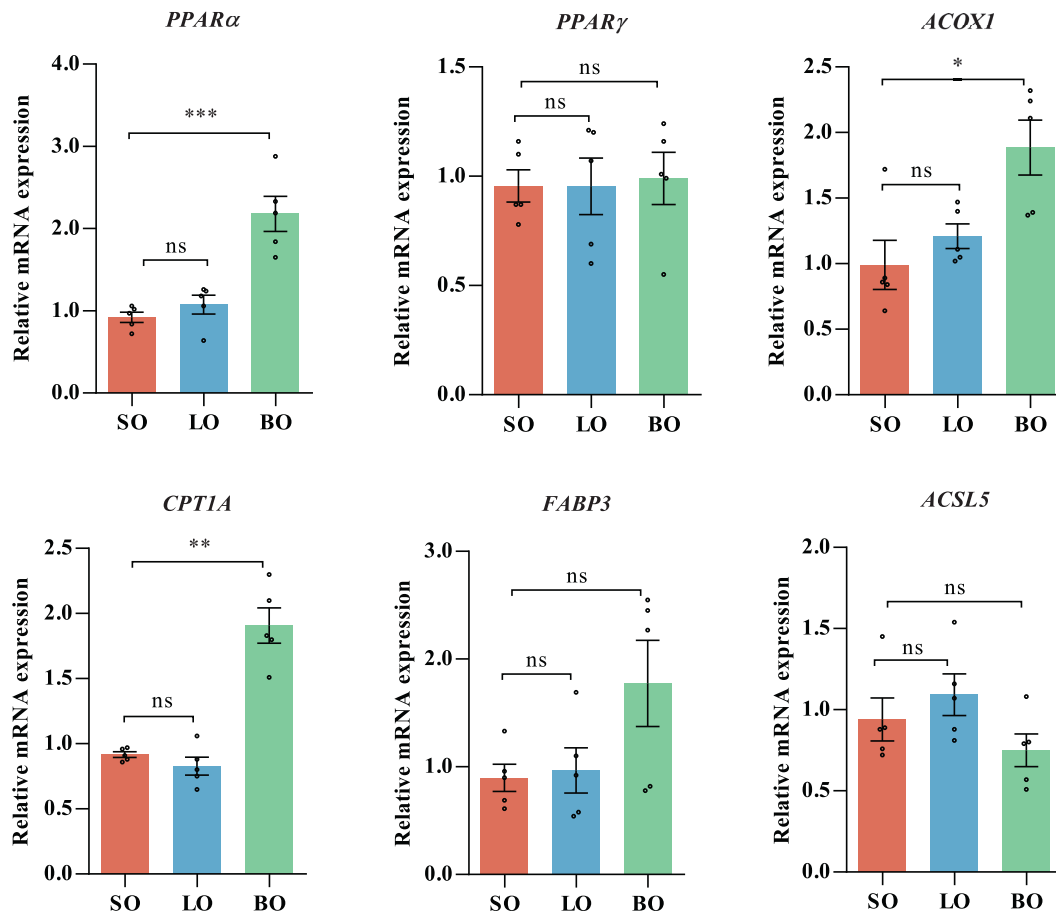 PPARα
Relative mRNA expression
4.0
3.0
2.0
1.0
0.0
***
ns
SO LO BO
PPARγ
Relative mRNA expression
1.5
1.0
0.5
0.0
ns
ns
SO LO BO
ACOX1
Relative mRNA expression
2.5
2.0
1.5
1.0
0.5
0.0
*
ns
SO LO BO
CPT1A
Relative mRNA expression
2.5
2.0
1.5
1.0
0.5
0.0
**
ns
SO LO BO
FABP3
Relative mRNA expression
3.0
2.0
1.0
0.0
ns
ns
SO LO BO
ACSL5
Relative mRNA expression
2.0
1.5
1.0
0.5
0.0
ns
ns
SO LO BO